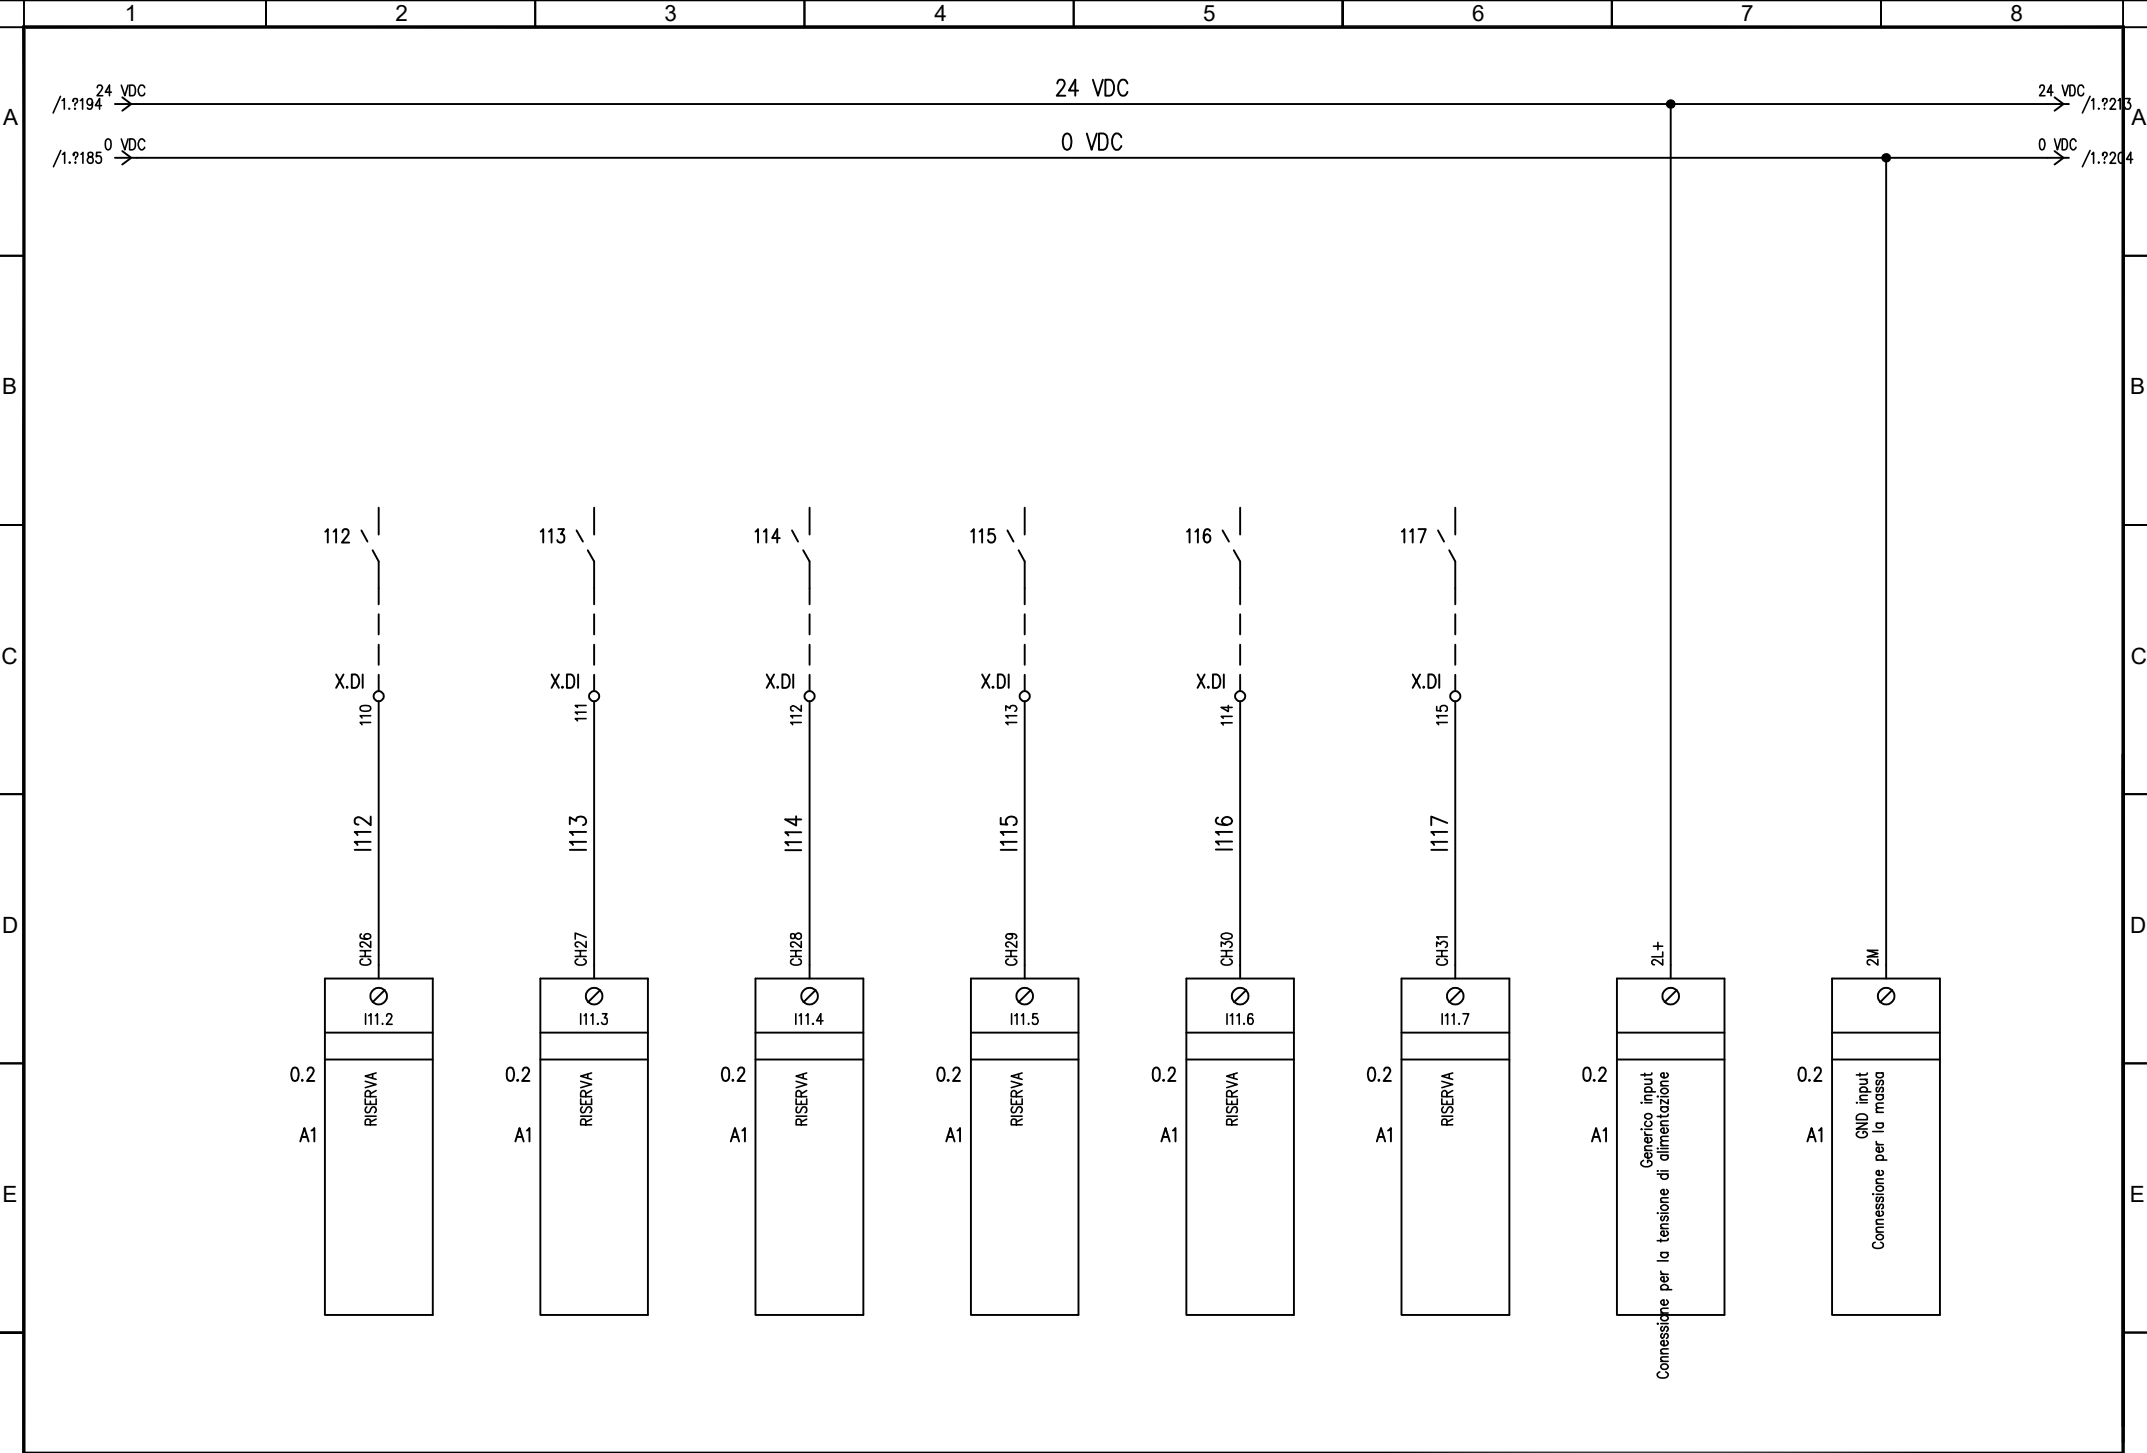 1 2 3 4 5 6 7 8
24 VDC 24 VDC 24 VDC
/1.?194 /1.?213
A A
0 VDC 0 VDC 0 VDC
/1.?185 /1.?204
B B
112 113 114 115 116 117
C C
X.DI X.DI X.DI X.DI X.DI X.DI
110 111 112 113 114 115
I112 I113 I114 I115 I116 I117
D D
CH26 CH27 CH28 CH29 CH30 CH31 2L+ 2M
I11.2 I11.3 I11.4 I11.5 I11.6 I11.7
0.2 0.2 0.2 0.2 0.2 0.2 0.2 0.2
A1 A1 A1 A1 A1 A1 A1 A1
RISERVA RISERVA RISERVA RISERVA RISERVA RISERVA
Generico input
Connessione per la tensione di alimentazione
GND input
Connessione per la massa
E E